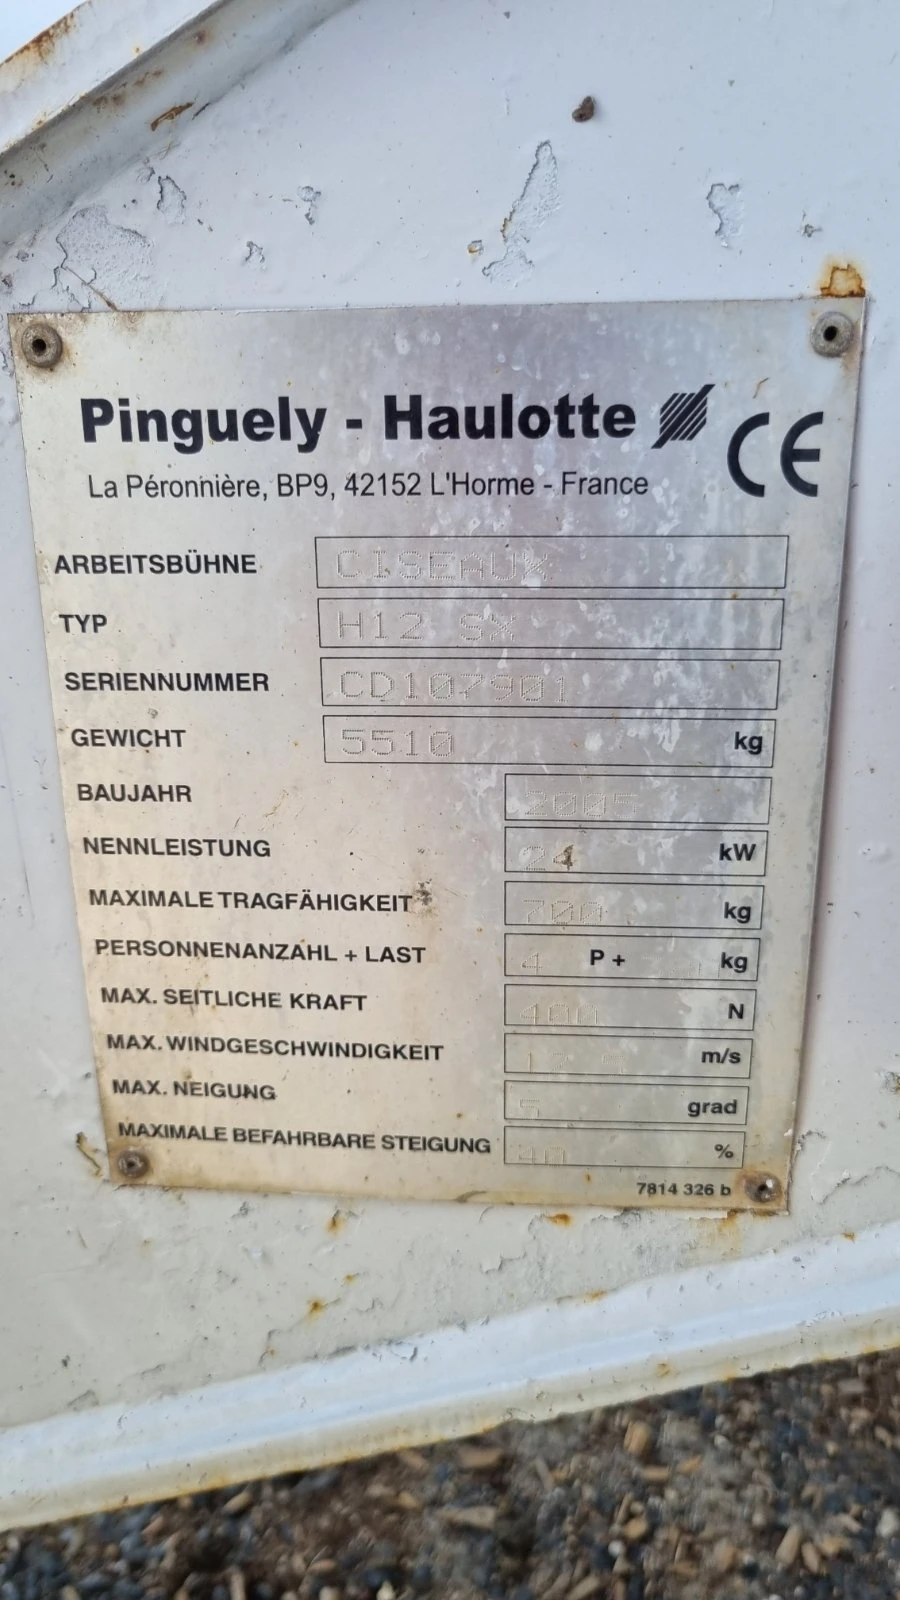 Pinguely - Haulotte CE
La Péronnière, BP9, 42152 L'Horme - France
ARBEITSBÜHNE CISEAUX
TYP H12 SX
SERIENNUMMER CD107901
GEWICHT 5510 kg
BAUJAHR 2005
NENNLEISTUNG 24 kW
MAXIMALE TRAGFÄHIGKEIT 700 kg
PERSONNENANZAHL + LAST 4 P + kg
MAX. SEITLICHE KRAFT 400 N
MAX. WINDGESCHWINDIGKEIT m/s
MAX. NEIGUNG 5 grad
MAXIMALE BEFAHRBARE STEIGUNG 40 %
7814 326 b